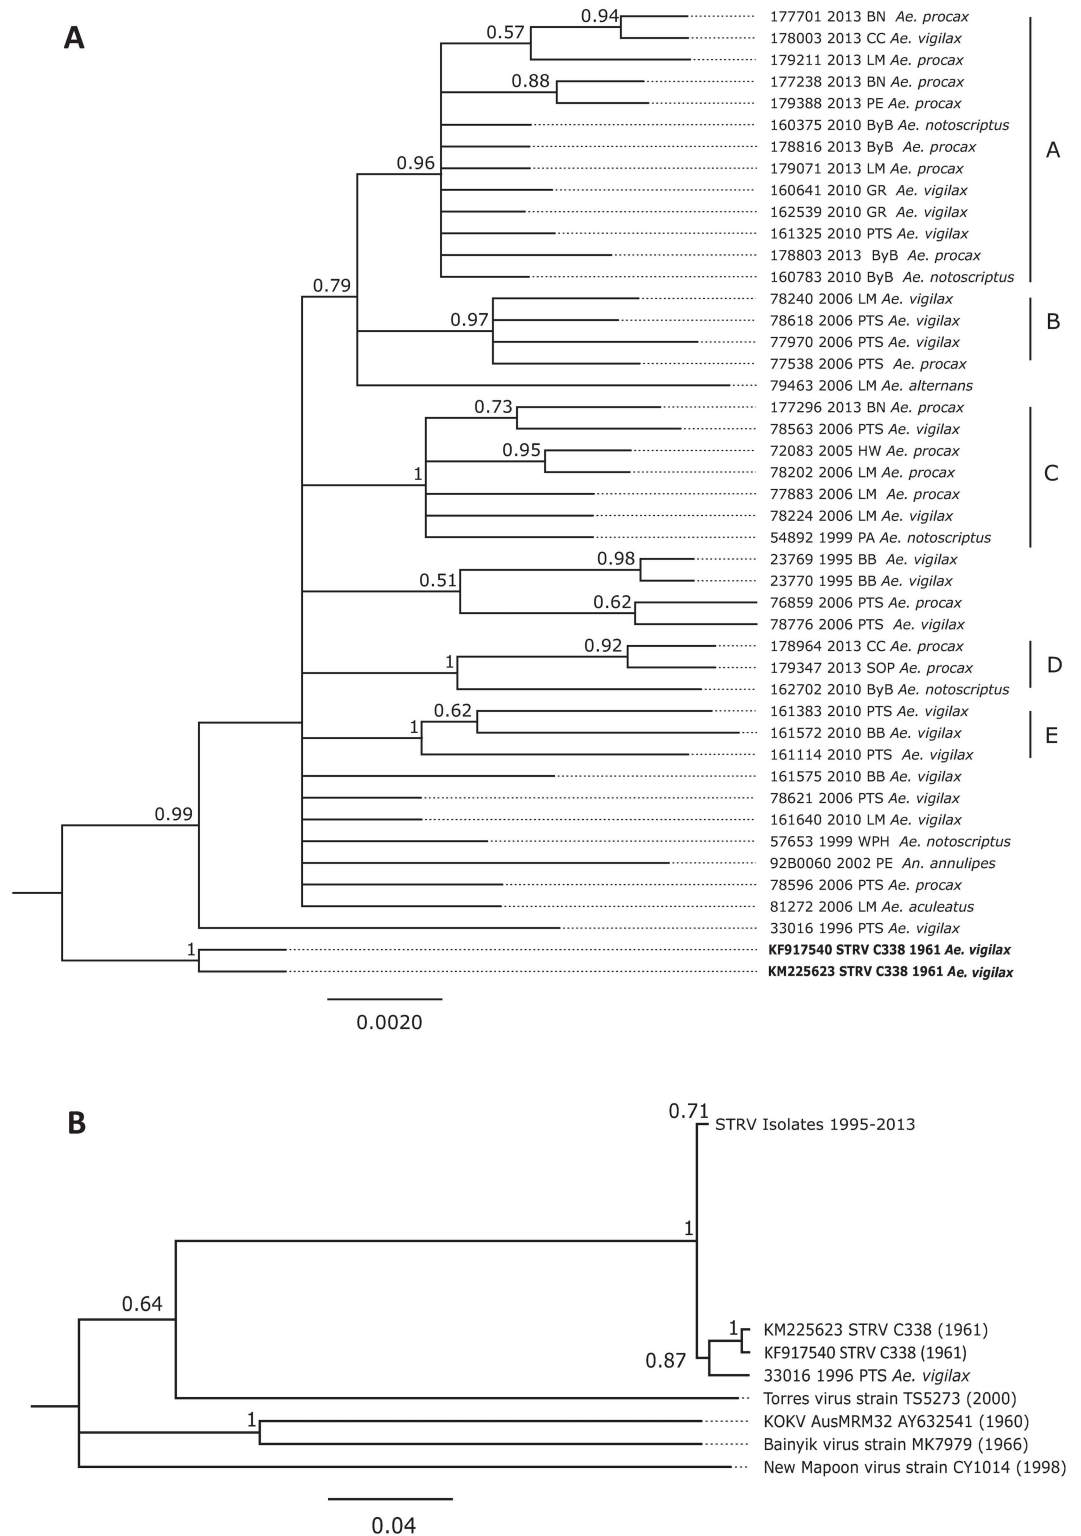 A
0.94
177701 2013 BN Ae. procax
178003 2013 CC Ae. vigilax
0.57
179211 2013 LM Ae. procax
0.88
177238 2013 BN Ae. procax
179388 2013 PE Ae. procax
160375 2010 ByB Ae. notoscriptus
178816 2013 ByB Ae. procax
A
0.96
179071 2013 LM Ae. procax
160641 2010 GR Ae. vigilax
162539 2010 GR Ae. vigilax
161325 2010 PTS Ae. vigilax
178803 2013 ByB Ae. procax
160783 2010 ByB Ae. notoscriptus
0.79
78240 2006 LM Ae. vigilax
0.97
78618 2006 PTS Ae. vigilax
B
77970 2006 PTS Ae. vigilax
77538 2006 PTS Ae. procax
79463 2006 LM Ae. alternans
0.73
177296 2013 BN Ae. procax
78563 2006 PTS Ae. vigilax
0.95
72083 2005 HW Ae. procax
78202 2006 LM Ae. procax
C
1
77883 2006 LM Ae. procax
78224 2006 LM Ae. vigilax
54892 1999 PA Ae. notoscriptus
0.98
23769 1995 BB Ae. vigilax
23770 1995 BB Ae. vigilax
0.51
0.62
76859 2006 PTS Ae. procax
78776 2006 PTS Ae. vigilax
0.92
178964 2013 CC Ae. procax
1
179347 2013 SOP Ae. procax
D
162702 2010 ByB Ae. notoscriptus
0.62
161383 2010 PTS Ae. vigilax
1
161572 2010 BB Ae. vigilax
E
161114 2010 PTS Ae. vigilax
161575 2010 BB Ae. vigilax
78621 2006 PTS Ae. vigilax
0.99
161640 2010 LM Ae. vigilax
57653 1999 WPH Ae. notoscriptus
92B0060 2002 PE An. annulipes
78596 2006 PTS Ae. procax
81272 2006 LM Ae. aculeatus
33016 1996 PTS Ae. vigilax
1
KF917540 STRV C338 1961 Ae. vigilax
KM225623 STRV C338 1961 Ae. vigilax
0.0020
B
0.71
STRV Isolates 1995-2013
1
0.64
1
KM225623 STRV C338 (1961)
KF917540 STRV C338 (1961)
0.87
33016 1996 PTS Ae. vigilax
Torres virus strain TS5273 (2000)
1
KOKV AusMRM32 AY632541 (1960)
Bainyik virus strain MK7979 (1966)
New Mapoon virus strain CY1014 (1998)
0.04